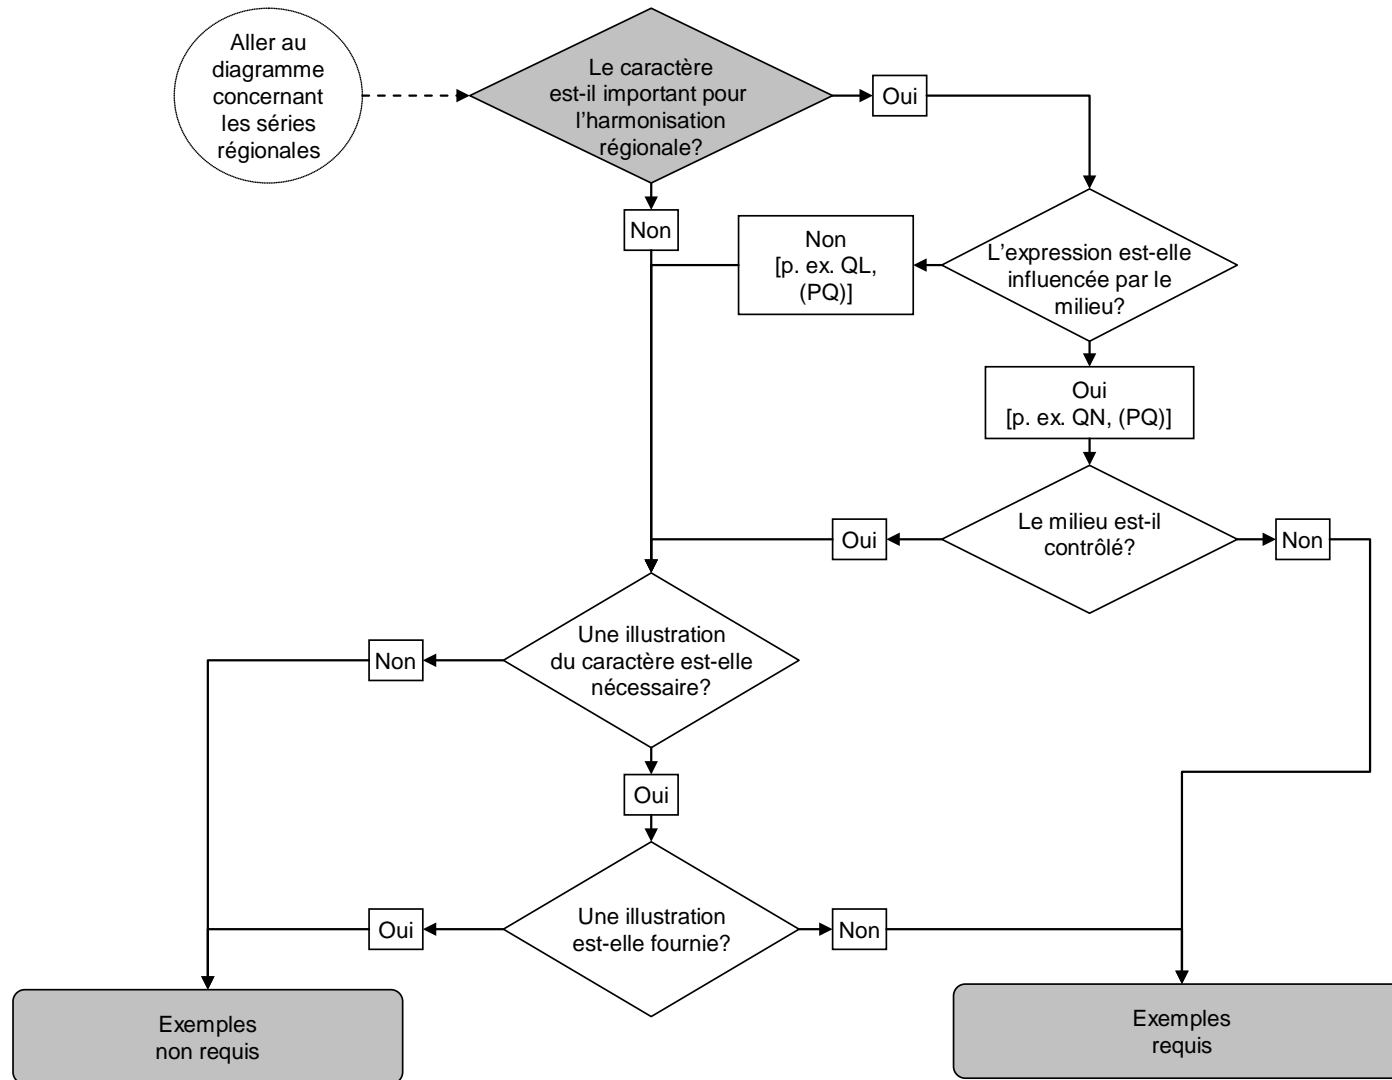 Aller au
diagramme
concernant
les séries
régionales
Le caractère
est-il important pour
l'harmonisation
régionale?
Oui
Non
Non
[p. ex. QL,
(PQ)]
L'expression est-elle
influencée par le
milieu?
Oui
[p. ex. QN, (PQ)]
Le milieu est-il
contrôlé?
Oui
Non
Une illustration
du caractère est-elle
nécessaire?
Non
Oui
Une illustration
est-elle fournie?
Oui
Non
Exemples
non requis
Exemples
requis